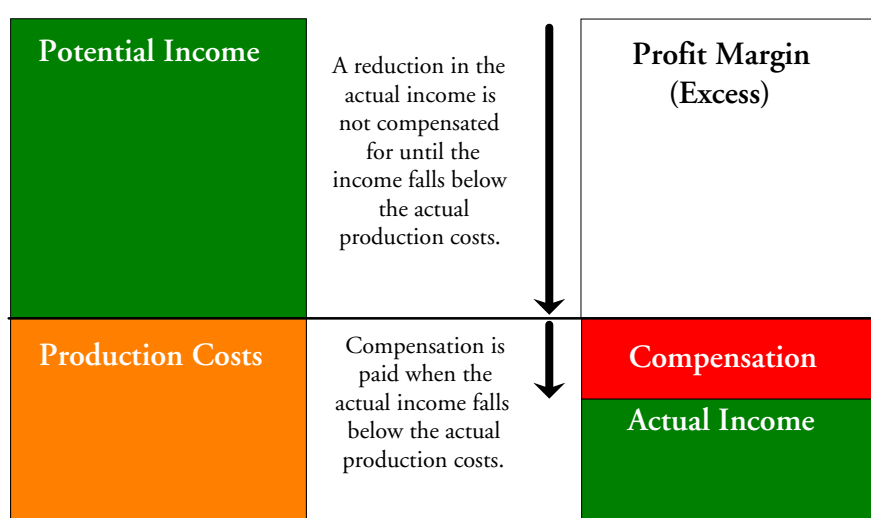 Potential Income
A reduction in the
actual income is
not compensated
for until the
income falls below
the actual
production costs.
Profit Margin
(Excess)
Production Costs
Compensation is
paid when the
actual income falls
below the actual
production costs.
Compensation
Actual Income